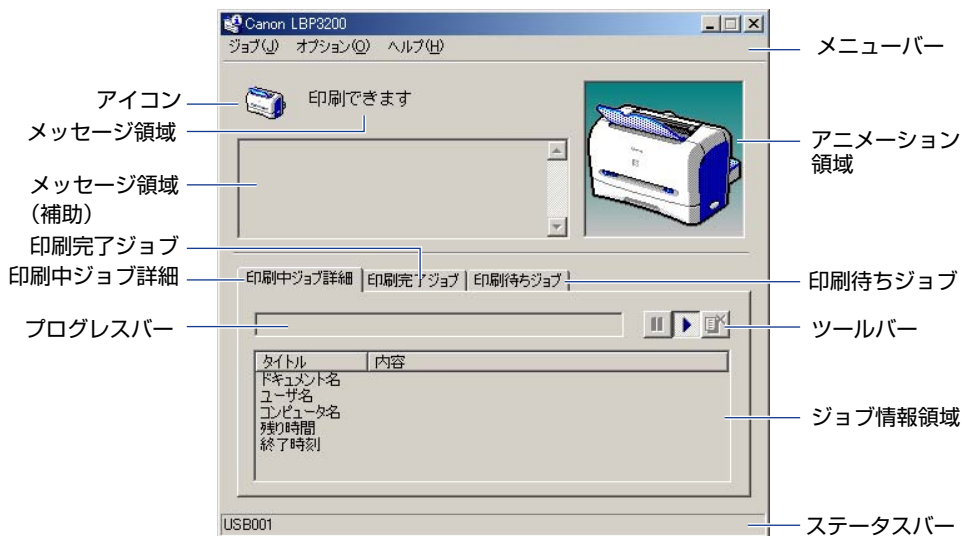 Canon LBP3200
ジョブ(J) オプション(O) ヘルプ(H)
メニューバー
アイコン
印刷できます
メッセージ領域
アニメーション
領域
メッセージ領域
（補助）
印刷完了ジョブ
印刷中ジョブ詳細
印刷中ジョブ詳細 印刷完了ジョブ 印刷待ちジョブ
印刷待ちジョブ
プログレスバー
ツールバー
タイトル 内容
ドキュメント名
ユーザ名
コンピュータ名
残り時間
終了時刻
ジョブ情報領域
USB001
ステータスバー